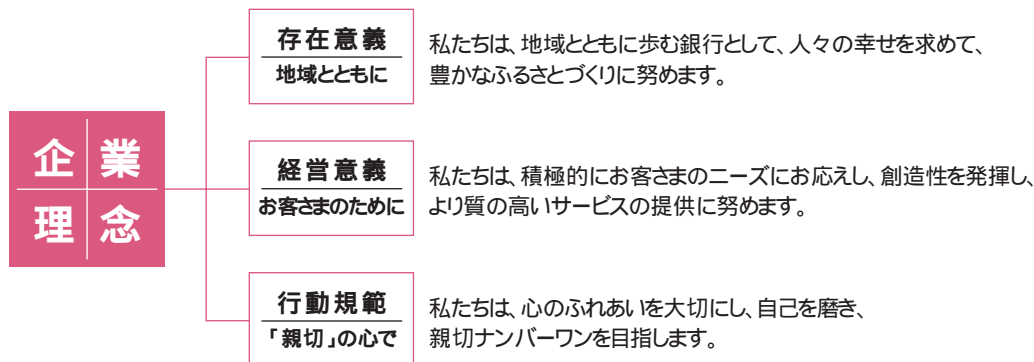 企業
理念
存在意義
地域とともに
私たちは、地域とともに歩む銀行として、人々の幸せを求めて、
豊かなふるさとづくりに努めます。
経営意義
お客さまのために
私たちは、積極的にお客さまのニーズにお応えし、創造性を発揮し、
より質の高いサービスの提供に努めます。
行動規範
「親切」の心で
私たちは、心のふれあいを大切にし、自己を磨き、
親切ナンバーワンを目指します。